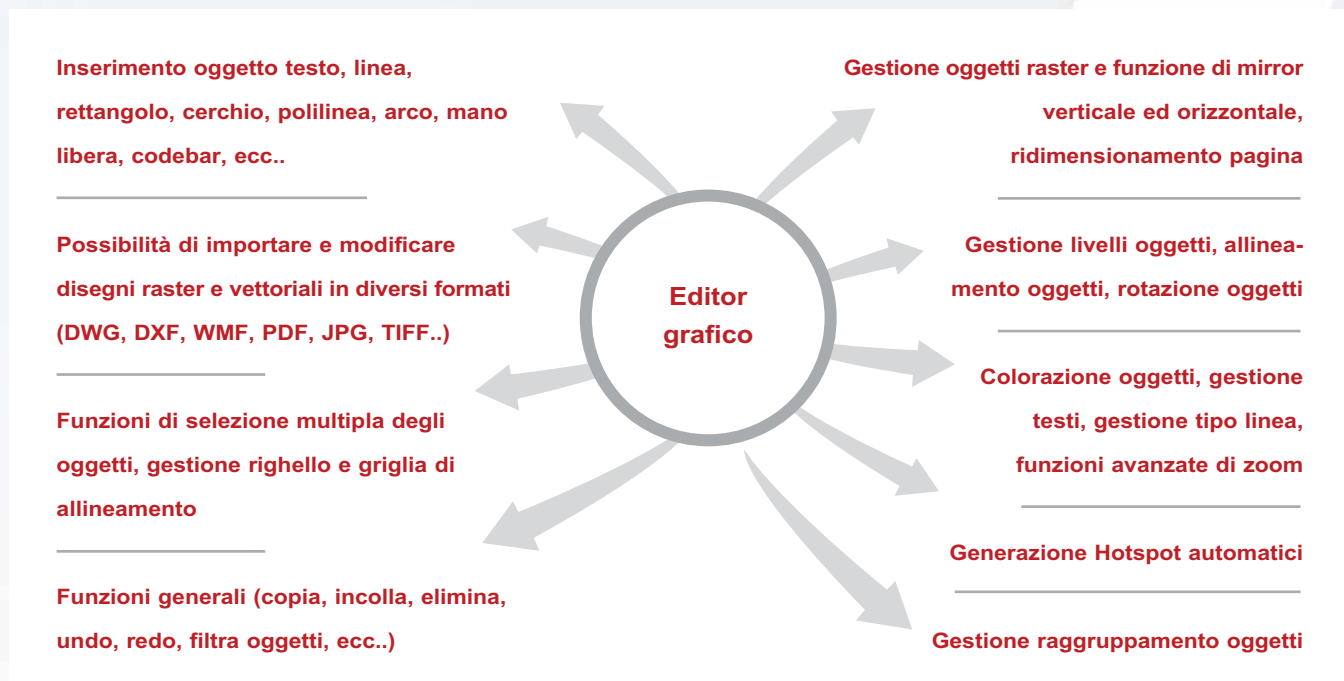 Inserimento oggetto testo, linea,
rettangolo, cerchio, polilinea, arco, mano
libera, codebar, ecc..
Possibilità di importare e modificare
disegni raster e vettoriali in diversi formati
(DWG, DXF, WMF, PDF, JPG, TIFF..)
Funzioni di selezione multipla degli
oggetti, gestione righello e griglia di
allineamento
Funzioni generali (copia, incolla, elimina,
undo, redo, filtra oggetti, ecc..)
Editor
grafico
Gestione oggetti raster e funzione di mirror
verticale ed orizzontale,
ridimensionamento pagina
Gestione livelli oggetti, allinea-
mento oggetti, rotazione oggetti
Colorazione oggetti, gestione
testi, gestione tipo linea,
funzioni avanzate di zoom
Generazione Hotspot automatici
Gestione raggruppamento oggetti